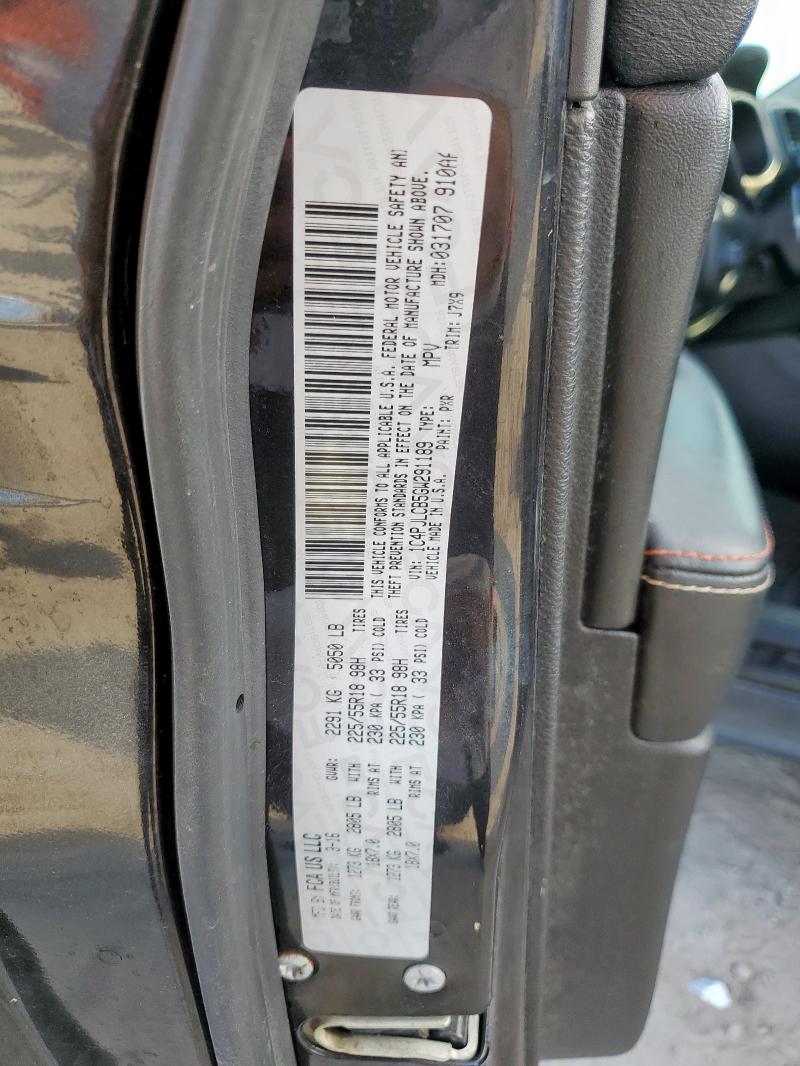 MFD BY: FCA US LLC
DATE OF MFR/BUILT: 3-16 GVWR: 2291 KG ( 5050 LB
GAWR FRONT: 1273 KG 2805 LB WITH 225/55R18 98H TIRES
18X7.0 RIMS AT 230 KPA ( 33 PSI) COLD
GAWR REAR: 1273 KG 2805 LB WITH 225/55R18 98H TIRES
18X7.0 RIMS AT 230 KPA ( 33 PSI) COLD
THIS VEHICLE CONFORMS TO ALL APPLICABLE U.S.A. FEDERAL MOTOR VEHICLE SAFETY AN
THEFT PREVENTION STANDARDS IN EFFECT ON THE DATE OF MANUFACTURE SHOWN ABOVE.
VIN: 1C4PJLCB5GW291189 TYPE: MPV MDH:031707 910A
VEHICLE MADE IN U.S.A. PAINT: PXR TRIM: J7X9